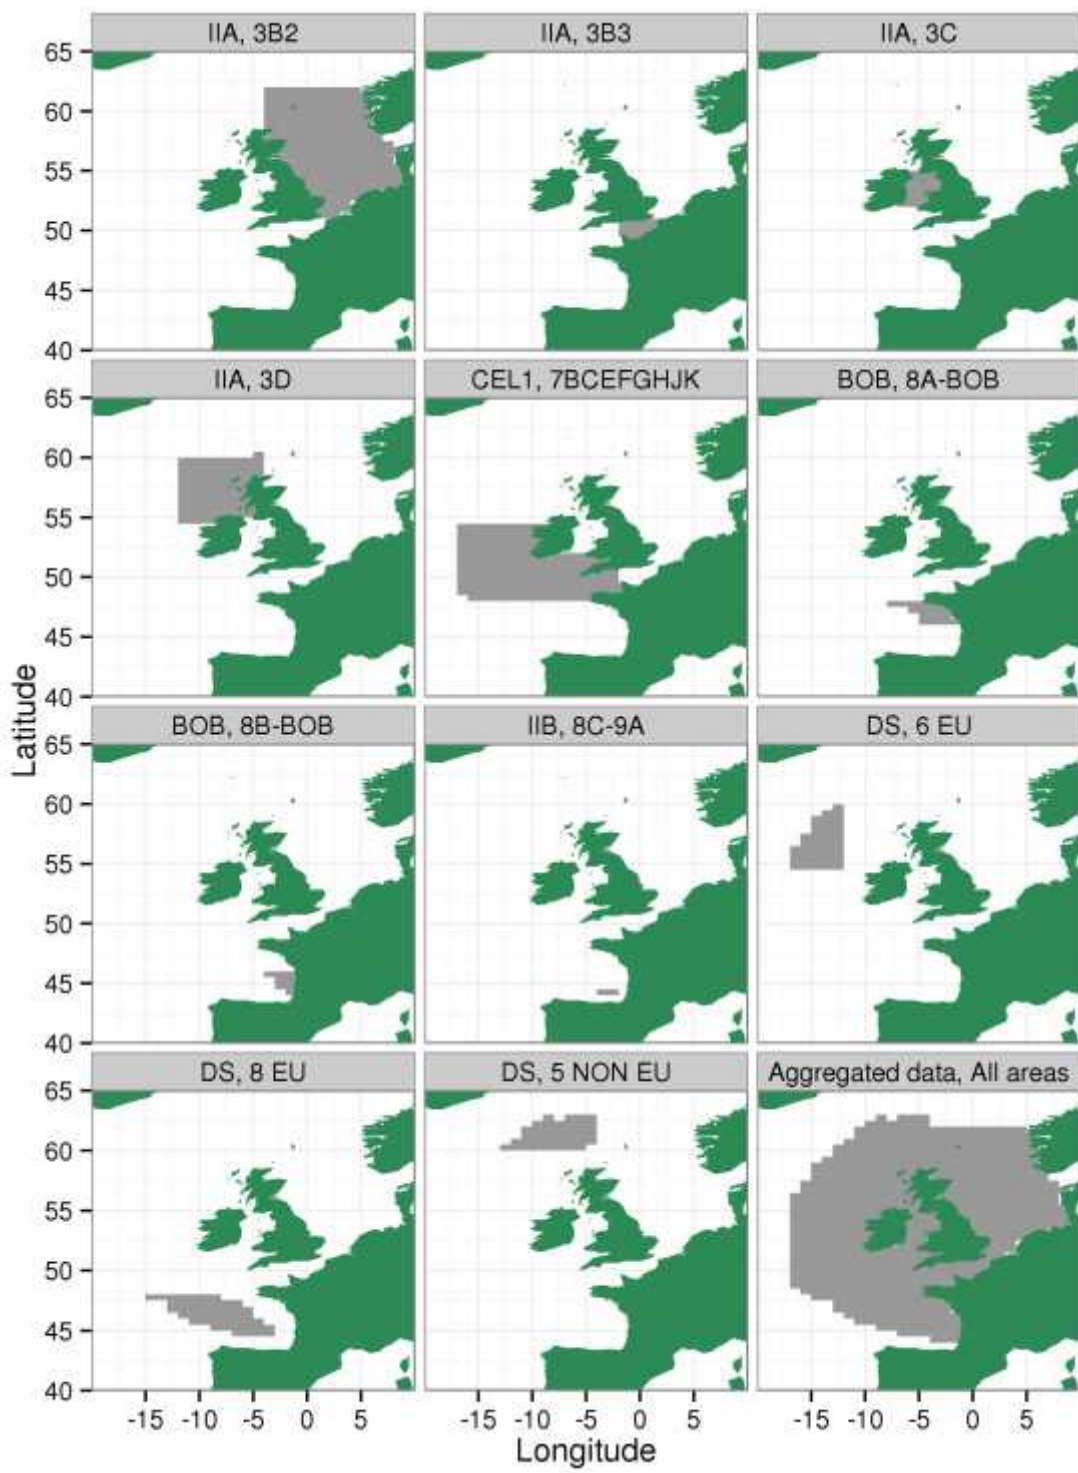 IIA, 3B2
IIA, 3B3
IIA, 3C
65
60
55
50
45
40
IIA, 3D
CEL1, 7BCEFGHJK
BOB, 8A-BOB
65
60
55
50
45
40
BOB, 8B-BOB
IIB, 8C-9A
DS, 6 EU
65
60
55
50
45
40
DS, 8 EU
DS, 5 NON EU
Aggregated data, All areas
65
60
55
50
45
40
Latitude
-15 -10 -5 0 5
-15 -10 -5 0 5
-15 -10 -5 0 5
Longitude